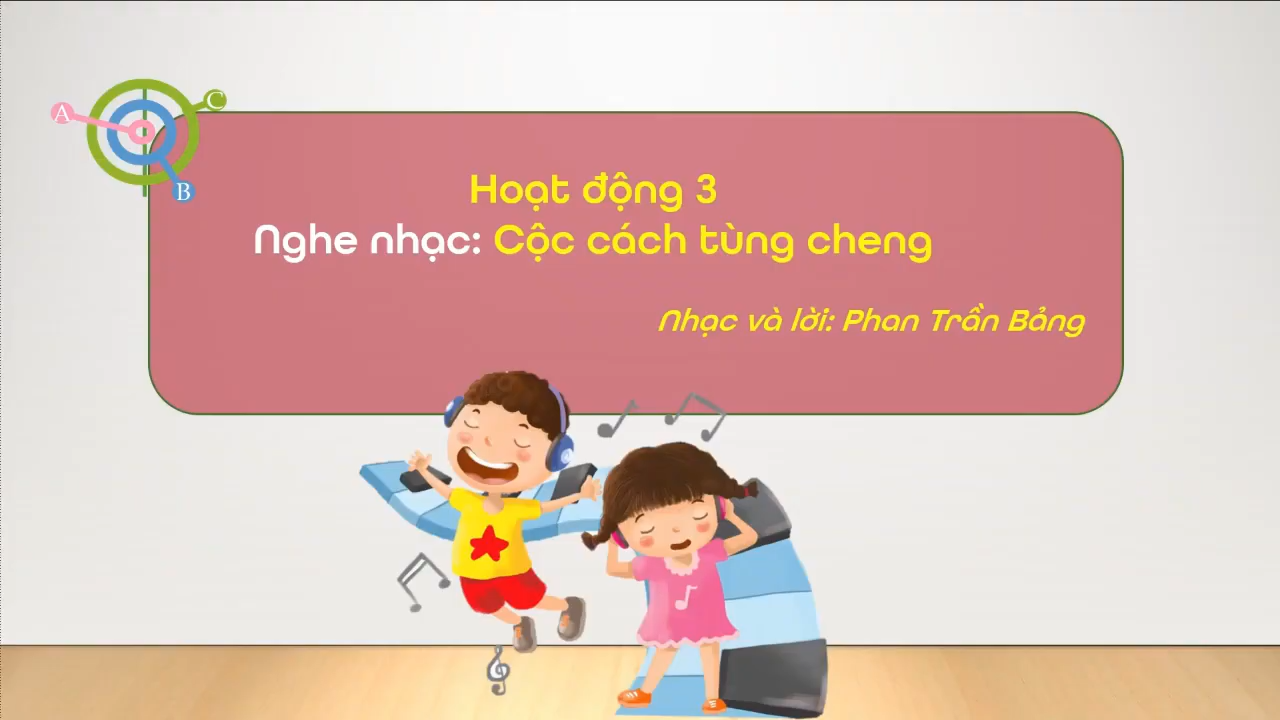 A
C
B
Hoạt động 3
Nghe nhạc: Cộc cách tùng cheng
Nhạc và lời: Phan Trần Bảng